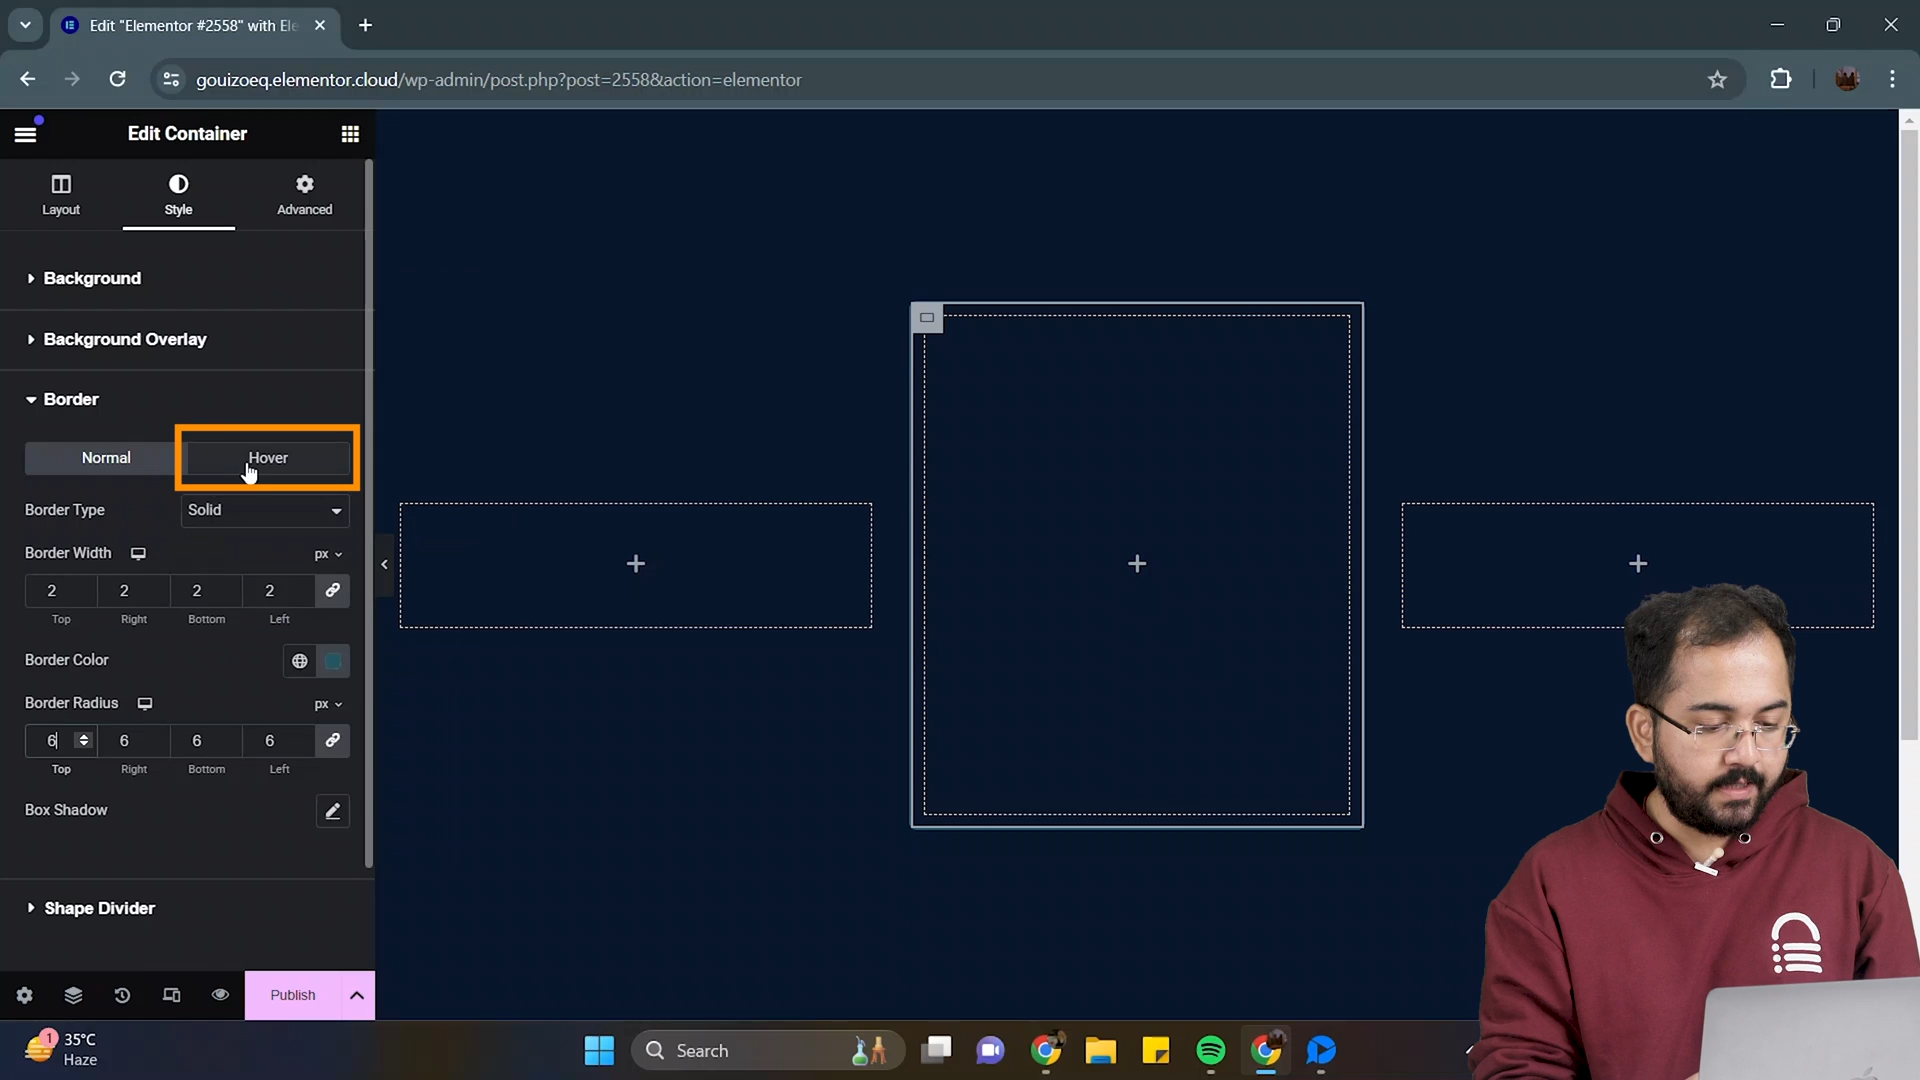 Edit "Elementor #2558" with Ele
gouizoeq.elementor.cloud/wp-admin/post.php?post=2558&action=elementor
Edit Container
Layout
Style
Advanced
Background
Background Overlay
Border
Normal
Hover
Border Type
Solid
Border Width
px
2
2
2
2
Top
Right
Bottom
Left
Border Color
Border Radius
px
6
6
6
6
Top
Right
Bottom
Left
Box Shadow
Shape Divider
Publish
1
35°C
Haze
Search